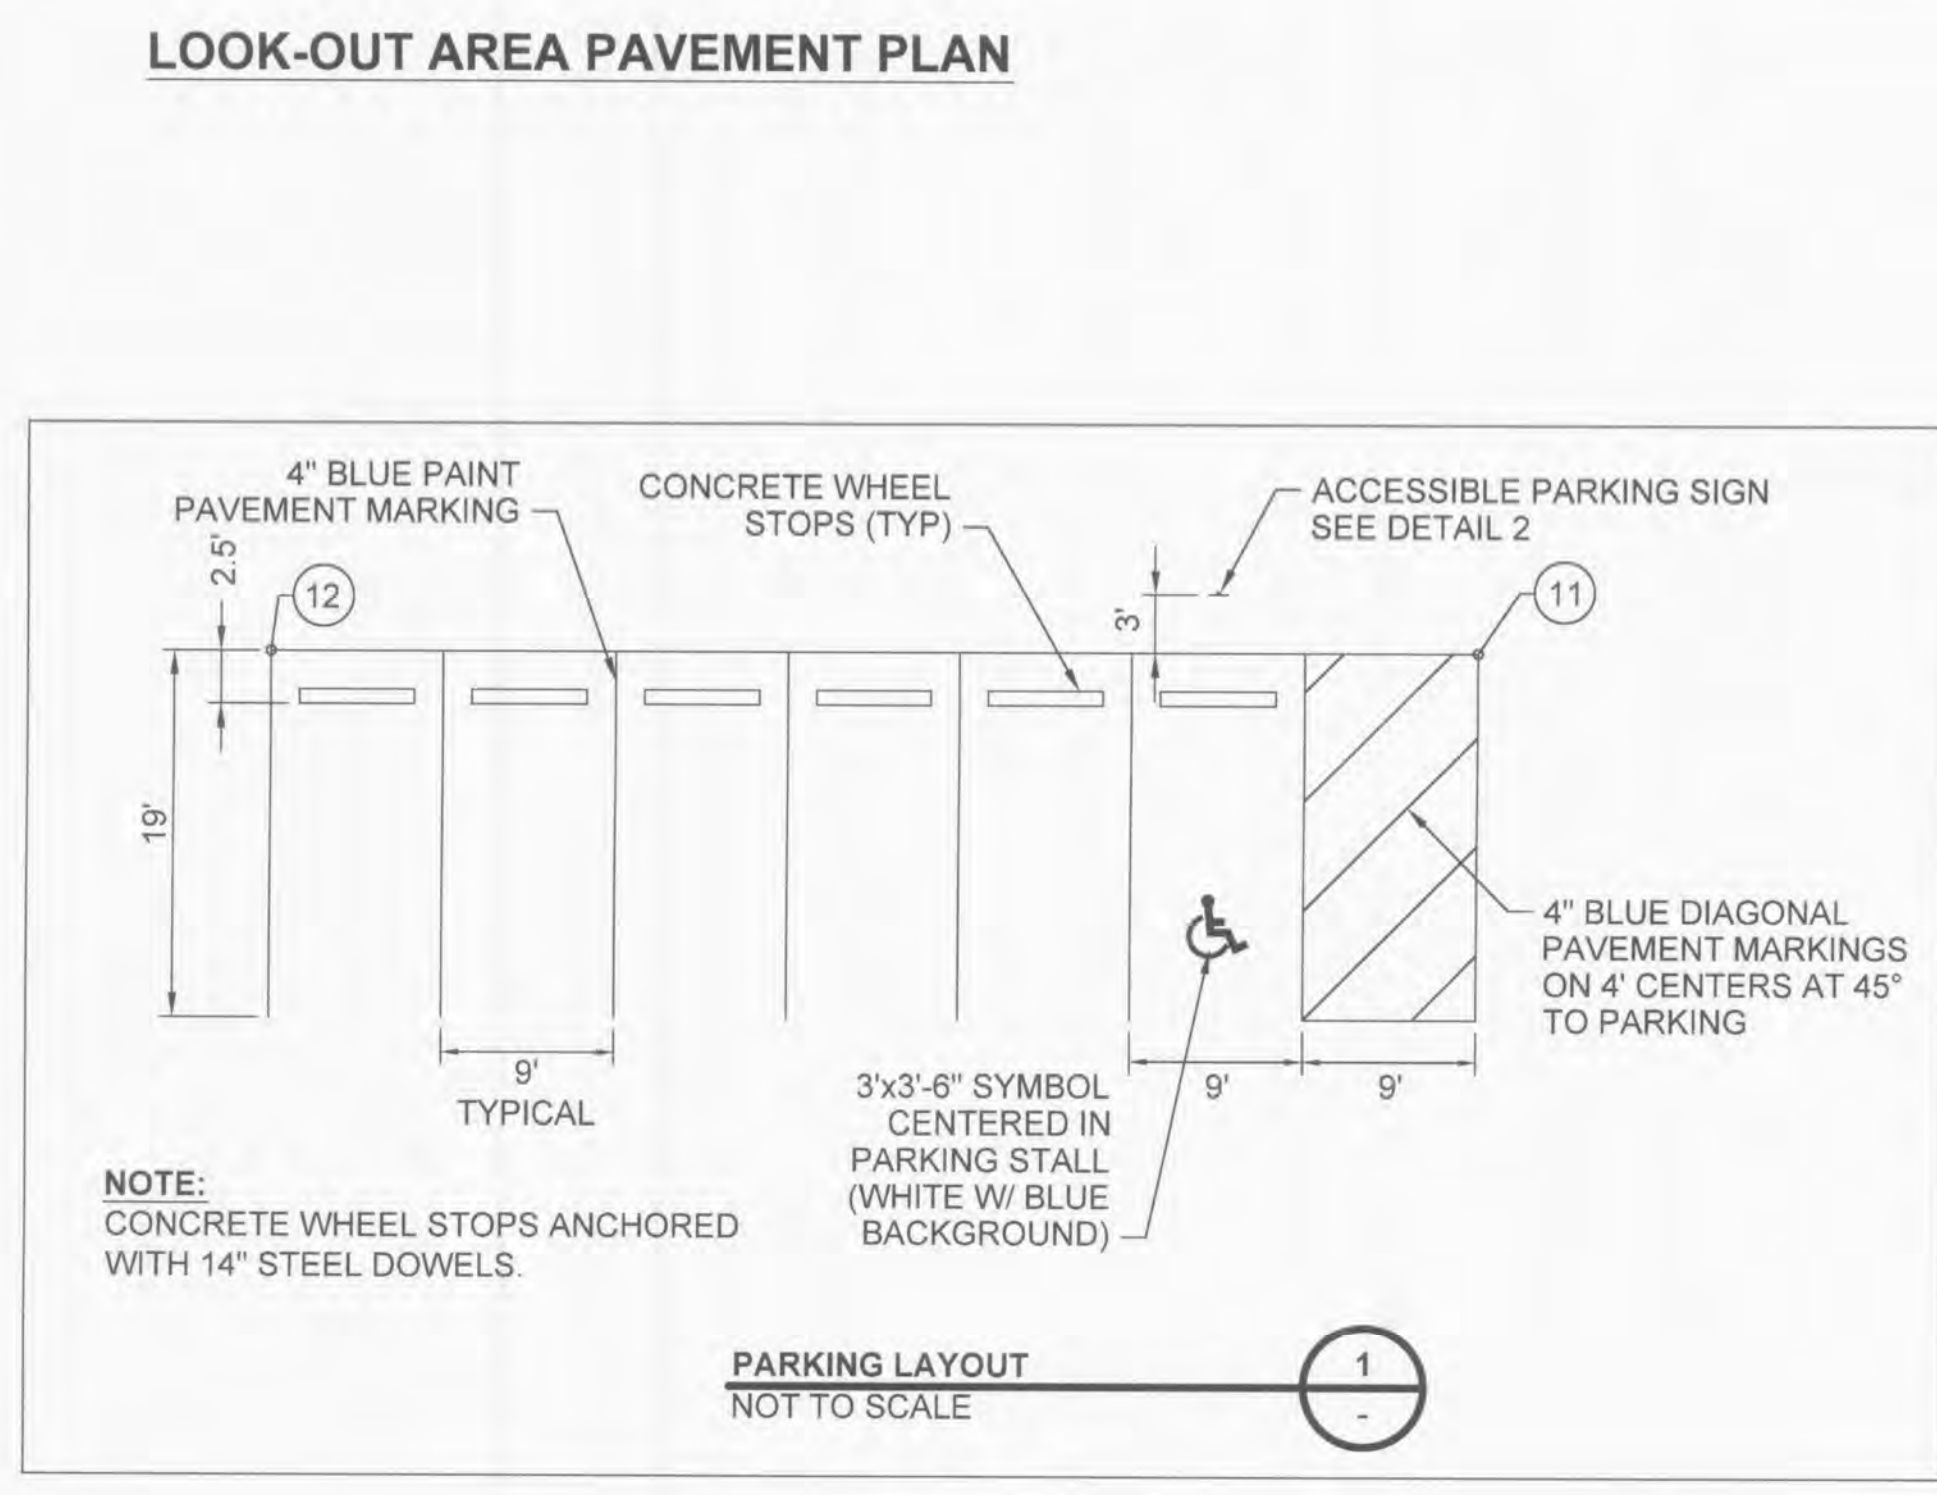 LOOK-OUT AREA PAVEMENT PLAN
4" BLUE PAINT
PAVEMENT MARKING
CONCRETE WHEEL
STOPS (TYP)
ACCESSIBLE PARKING SIGN
SEE DETAIL 2
2.5'
12
3'
11
19'
4" BLUE DIAGONAL
PAVEMENT MARKINGS
ON 4' CENTERS AT 45°
TO PARKING
9'
TYPICAL
9'
9'
3'x3'-6" SYMBOL
CENTERED IN
PARKING STALL
(WHITE W/ BLUE
BACKGROUND)
NOTE:
CONCRETE WHEEL STOPS ANCHORED
WITH 14" STEEL DOWELS.
PARKING LAYOUT
NOT TO SCALE
1
-